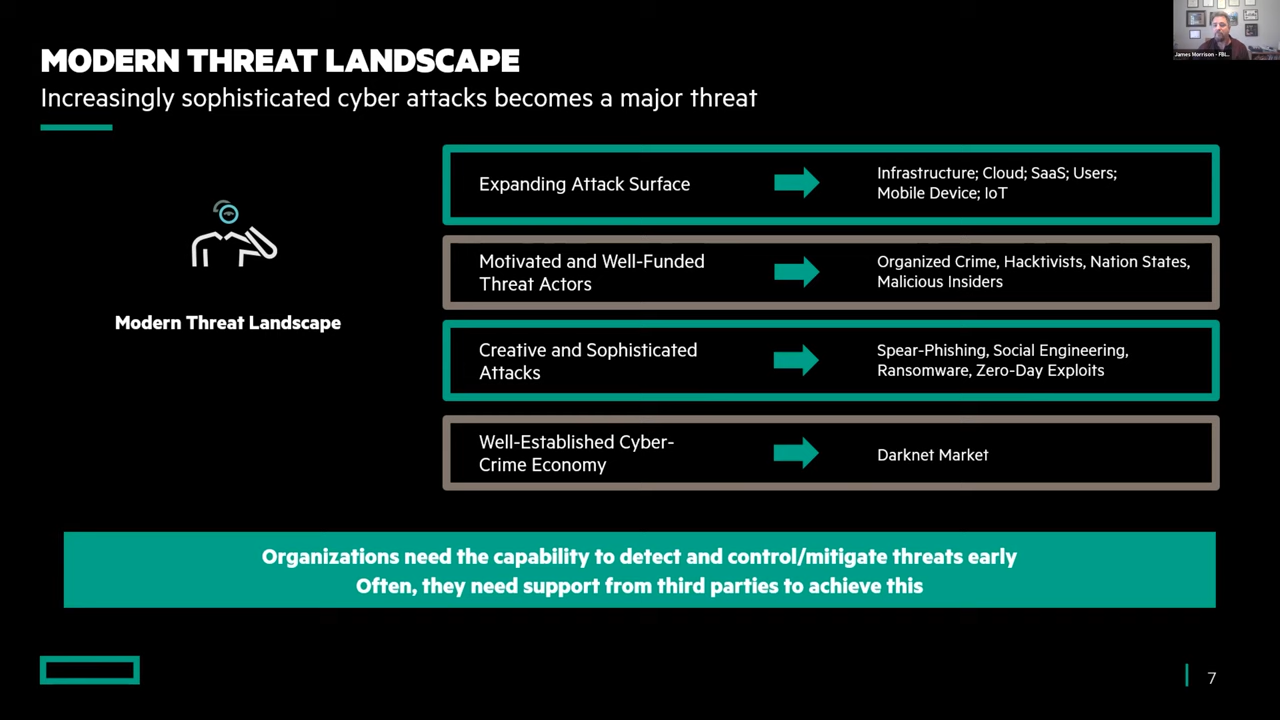 MODERN THREAT LANDSCAPE
Increasingly sophisticated cyber attacks becomes a major threat
James Morrison - FBI...
Modern Threat Landscape
Expanding Attack Surface
Infrastructure; Cloud; SaaS; Users;
Mobile Device; IoT
Motivated and Well-Funded
Threat Actors
Organized Crime, Hacktivists, Nation States,
Malicious Insiders
Creative and Sophisticated
Attacks
Spear-Phishing, Social Engineering,
Ransomware, Zero-Day Exploits
Well-Established Cyber-
Crime Economy
Darknet Market
Organizations need the capability to detect and control/mitigate threats early
Often, they need support from third parties to achieve this
7